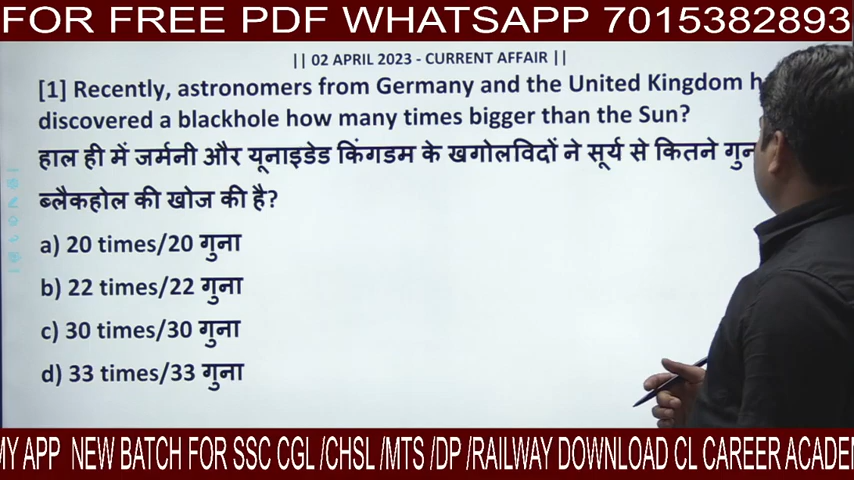 FOR FREE PDF WHATSAPP 7015382893
|| 02 APRIL 2023 - CURRENT AFFAIR ||
[1] Recently, astronomers from Germany and the United Kingdom
discovered a blackhole how many times bigger than the Sun?
हाल ही में जर्मनी और यूनाइडेड किंगडम के खगोलविदों ने सूर्य से कितने
ब्लैकहोल की खोज की है?
a) 20 times/20 गुना
b) 22 times/22 गुना
c) 30 times/30 गुना
d) 33 times/33 गुना
MY APP NEW BATCH FOR SSC CGL /CHSL /MTS /DP /RAILWAY DOWNLOAD CL CAREER